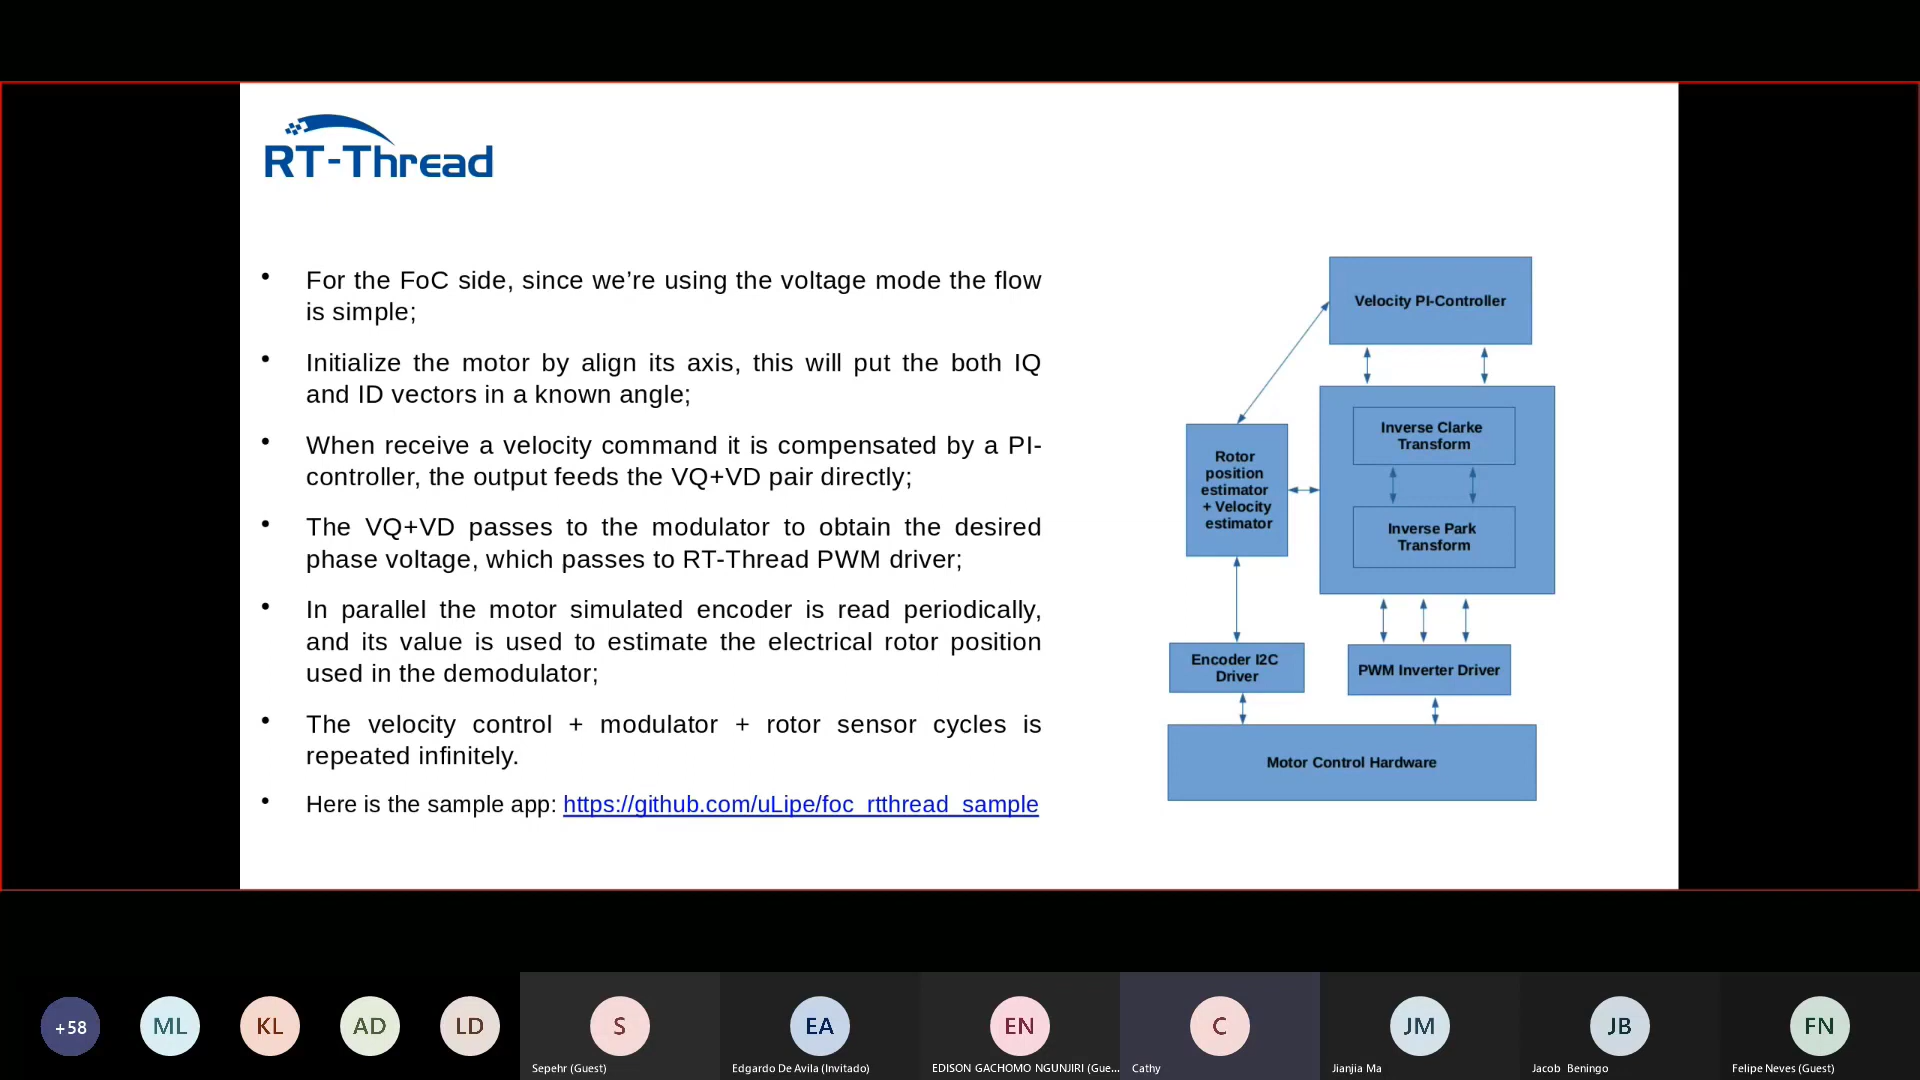 RT-Thread
• For the FoC side, since we’re using the voltage mode the flow
is simple;
• Initialize the motor by align its axis, this will put the both IQ
and ID vectors in a known angle;
• When receive a velocity command it is compensated by a PI-
controller, the output feeds the VQ+VD pair directly;
• The VQ+VD passes to the modulator to obtain the desired
phase voltage, which passes to RT-Thread PWM driver;
• In parallel the motor simulated encoder is read periodically,
and its value is used to estimate the electrical rotor position
used in the demodulator;
• The velocity control + modulator + rotor sensor cycles is
repeated infinitely.
• Here is the sample app: https://github.com/uLipe/foc_rtthread_sample
Velocity PI-Controller
Inverse Clarke
Transform
Rotor
position
estimator
+ Velocity
estimator
Inverse Park
Transform
Encoder I2C
Driver
PWM Inverter Driver
Motor Control Hardware
+58
ML
KL
AD
LD
S
Sepehr (Guest)
EA
Edgardo De Avila (Invitado)
EN
EDISON GACHOMO NGUNJIRI (Gue...
C
Cathy
JM
Jianjia Ma
JB
Jacob Beningo
FN
Felipe Neves (Guest)